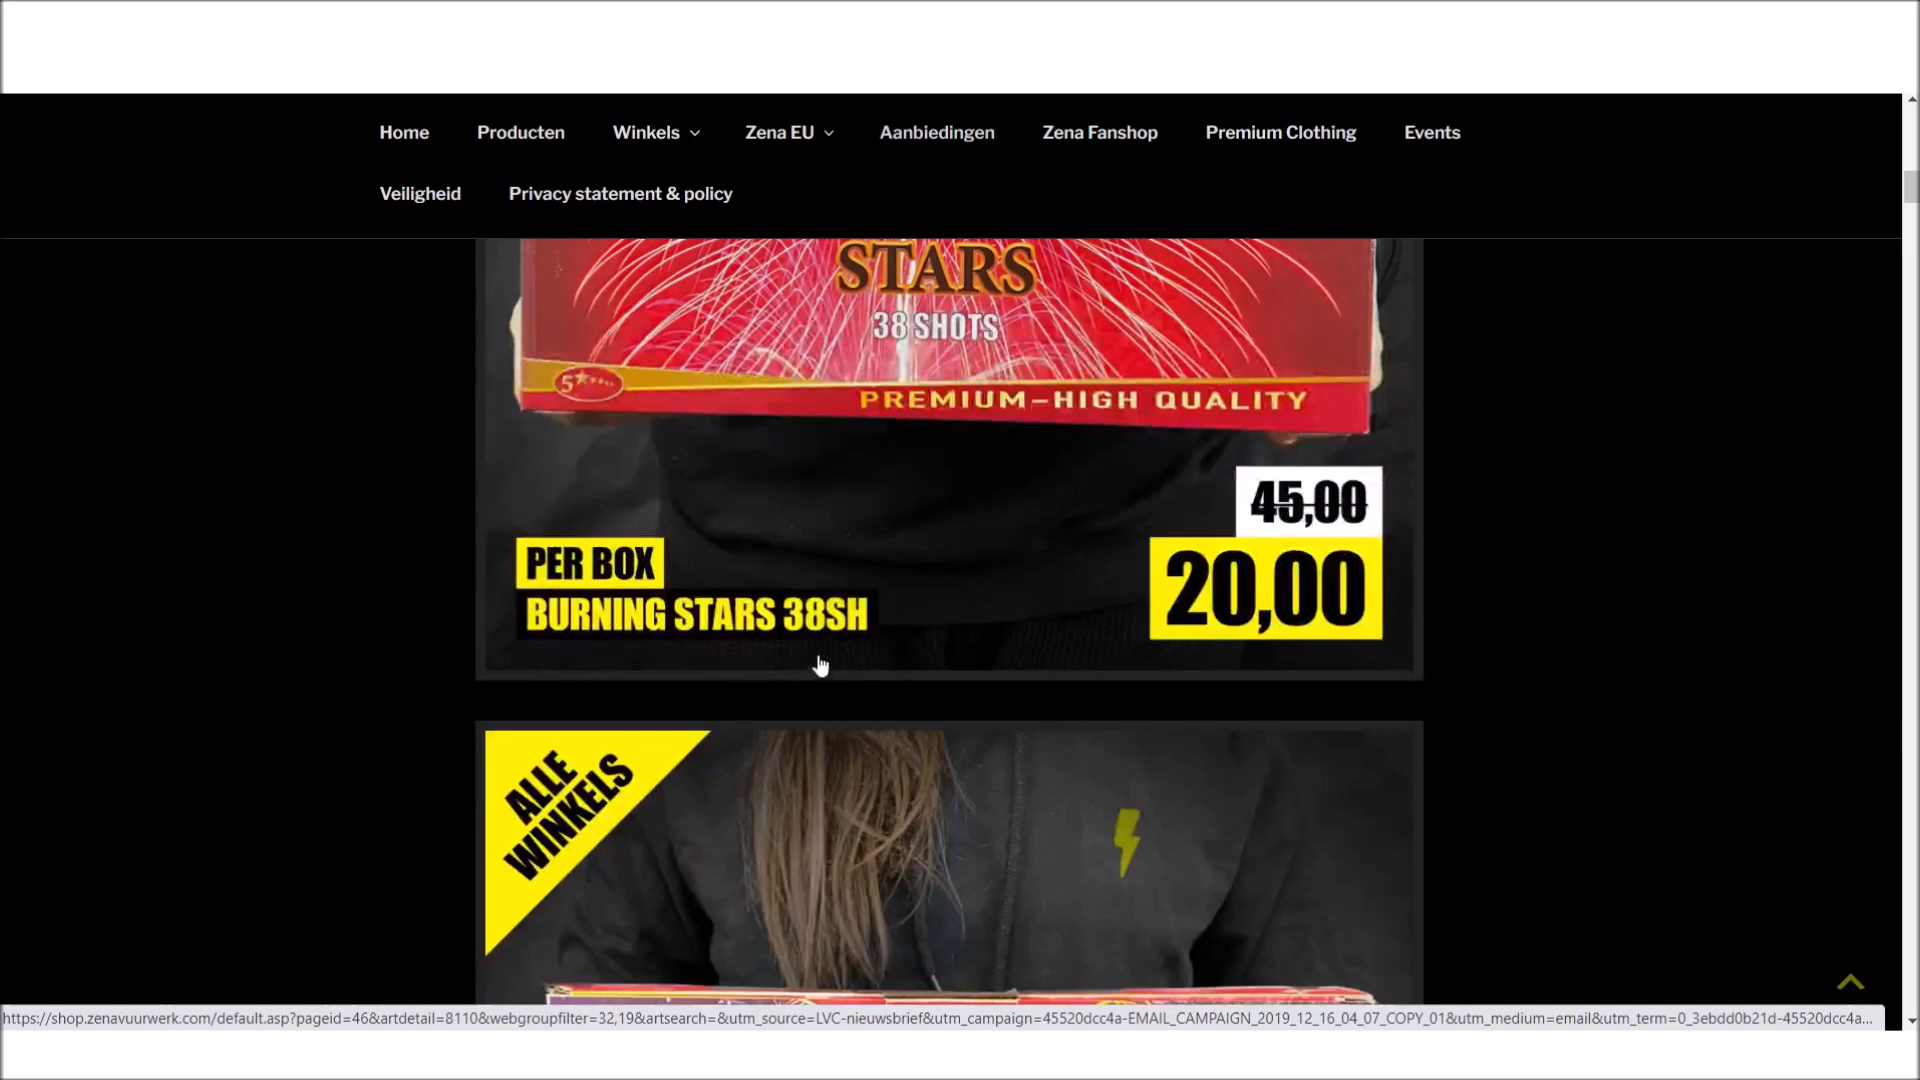 Home Producten Winkels Zena EU Aanbiedingen Zena Fanshop Premium Clothing Events
Veiligheid Privacy statement & policy
STARS
38 SHOTS
5
PREMIUM-HIGH QUALITY
45,00
20,00
PER BOX
BURNING STARS 38SH
ALLE
WINKELS
https://shop.zenavuurwerk.com/default.asp?pageid=46&artdetail=8110&webgroupfilter=32,19&artsearch=&utm_source=LVC-nieuwsbrief&utm_campaign=45520dcc4a-EMAIL_CAMPAIGN_2019_12_16_04_07_COPY_01&utm_medium=email&utm_term=0_3ebdd0b21d-45520dcc4a...